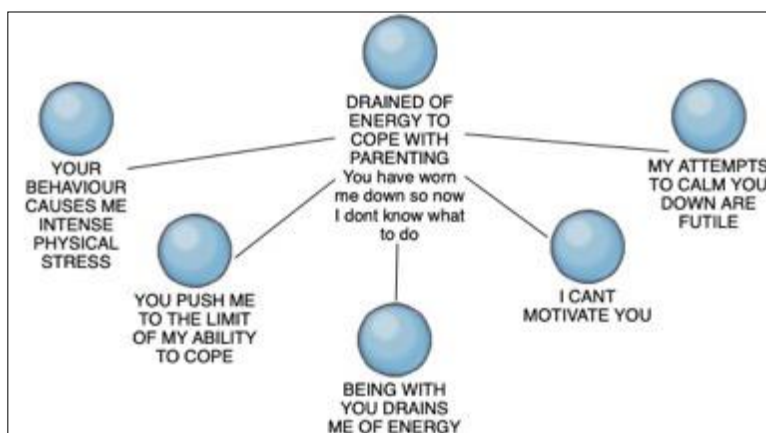 DRAINED OF
ENERGY TO
COPE WITH
PARENTING
You have worn
me down so now
I dont know what
to do
YOUR
BEHAVIOUR
CAUSES ME
INTENSE
PHYSICAL
STRESS
YOU PUSH ME
TO THE LIMIT
OF MY ABILITY
TO COPE
BEING WITH
YOU DRAINS
ME OF ENERGY
I CANT
MOTIVATE YOU
MY ATTEMPTS
TO CALM YOU
DOWN ARE
FUTILE